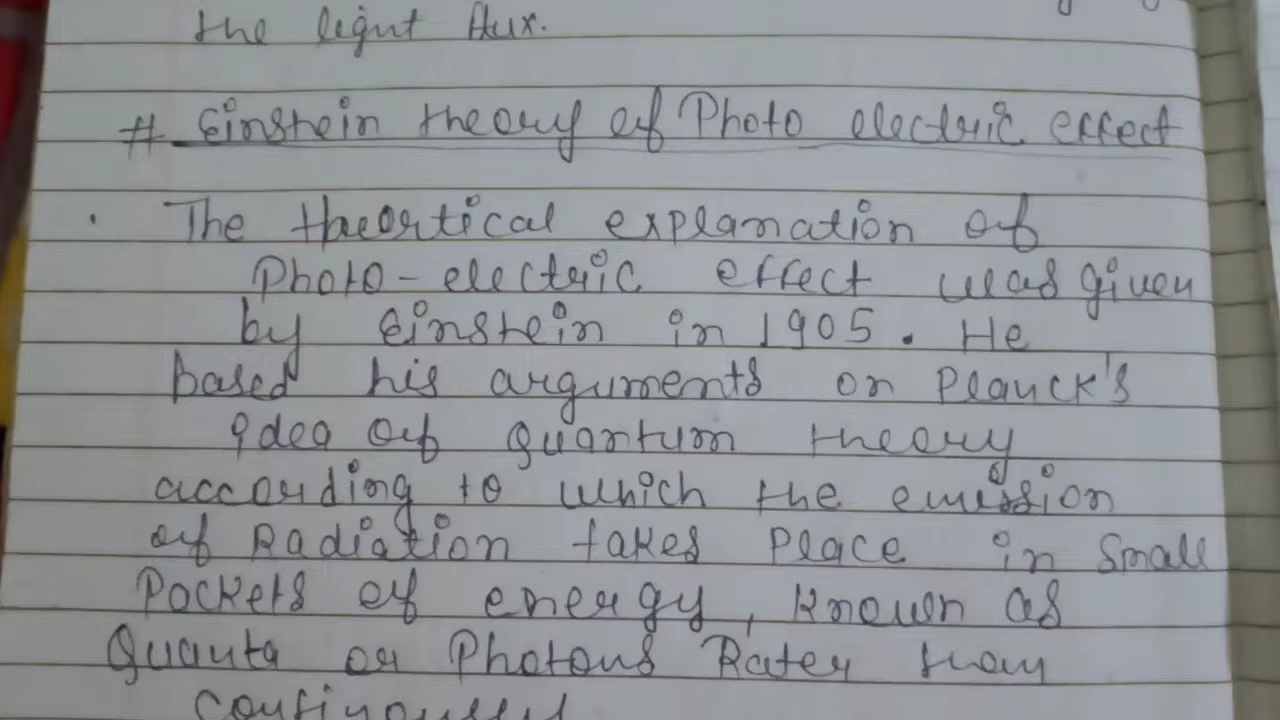 the light flux.
# Einstein theory of Photo electric effect
· The thaeortical explanation of
Photo-electric effect was given
by Einstein in 1905. He
based his arguments on Planck's
Idea of quantum theory
according to which the emission
of Radiation takes Place in Small
Pockets of energy, known as
Quanta or Photons Rater than
continously